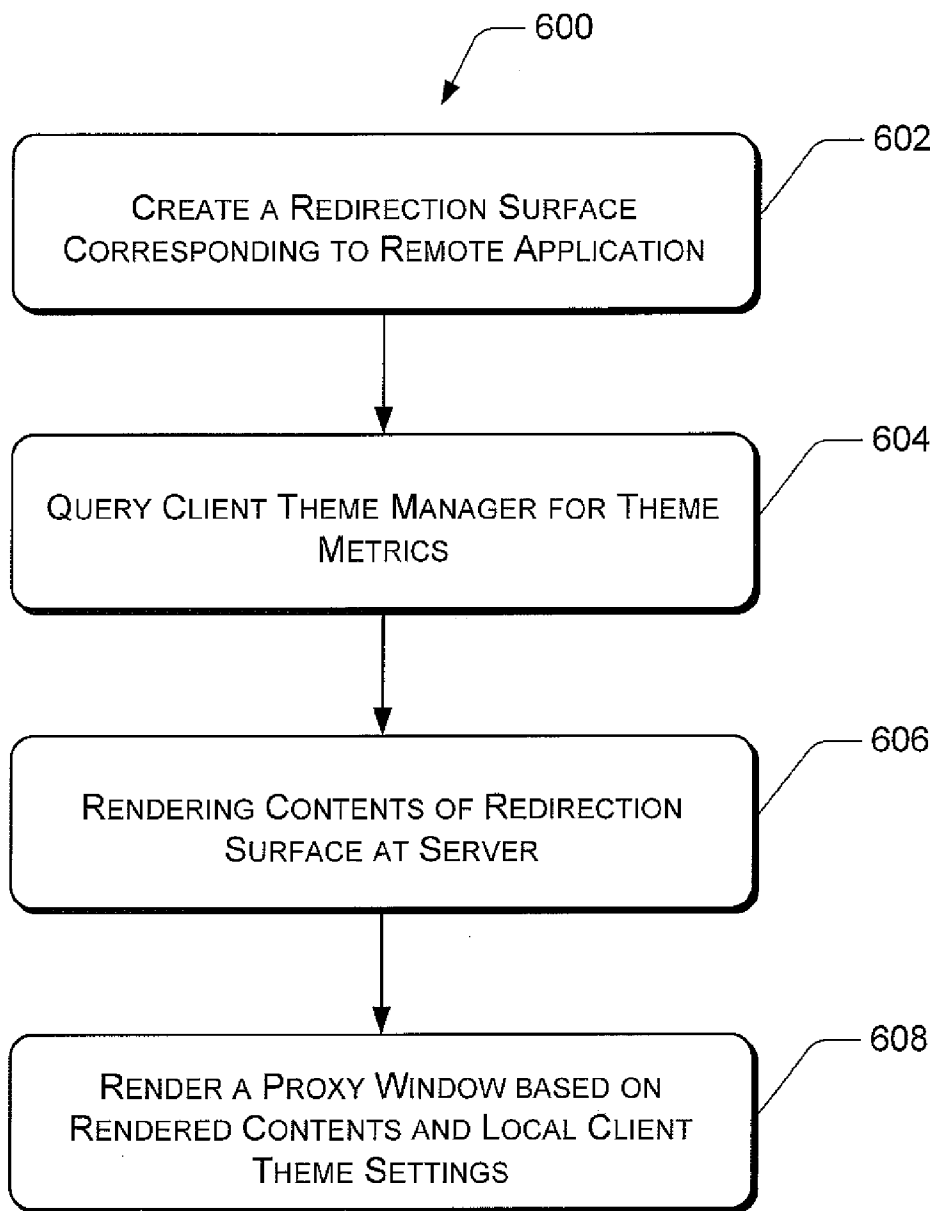 600
602
CREATE A REDIRECTION SURFACE
CORRESPONDING TO REMOTE APPLICATION
604
QUERY CLIENT THEME MANAGER FOR THEME
METRICS
606
RENDERING CONTENTS OF REDIRECTION
SURFACE AT SERVER
608
RENDER A PROXY WINDOW BASED ON
RENDERED CONTENTS AND LOCAL CLIENT
THEME SETTINGS